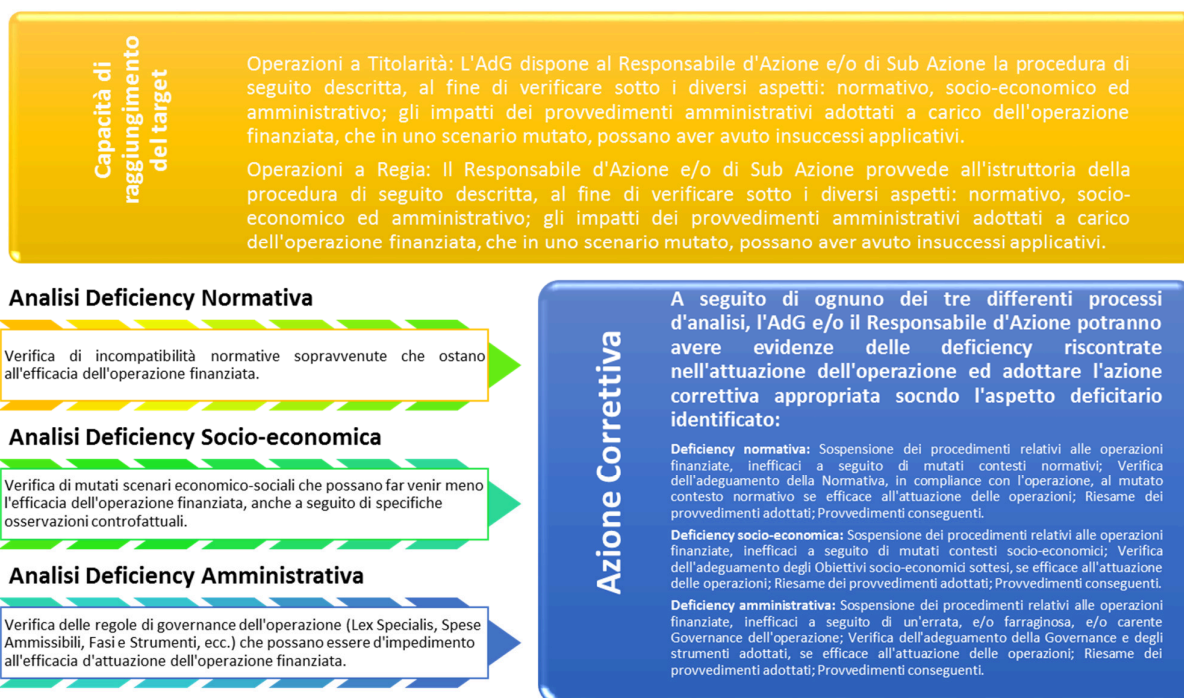 Capacità di
raggiungimento
del target
Operazioni a Titolarità: L'AdG dispone al Responsabile d'Azione e/o di Sub Azione la procedura di
seguito descritta, al fine di verificare sotto i diversi aspetti: normativo, socio-economico ed
amministrativo; gli impatti dei provvedimenti amministrativi adottati a carico dell'operazione
finanziata, che in uno scenario mutato, possano aver avuto insuccessi applicativi.
Operazioni a Regia: Il Responsabile d'Azione e/o di Sub Azione provvede all'istruttoria della
procedura di seguito descritta, al fine di verificare sotto i diversi aspetti: normativo, socio-
economico ed amministrativo; gli impatti dei provvedimenti amministrativi adottati a carico
dell'operazione finanziata, che in uno scenario mutato, possano aver avuto insuccessi applicativi.
Analisi Deficiency Normativa
Verifica di incompatibilità normative sopravvenute che ostano
all'efficacia dell'operazione finanziata.
Analisi Deficiency Socio-economica
Verifica di mutati scenari economico-sociali che possano far venir meno
l'efficacia dell'operazione finanziata, anche a seguito di specifiche
osservazioni controfattuali.
Analisi Deficiency Amministrativa
Verifica delle regole di governance dell'operazione (Lex Specialis, Spese
Ammissibili, Fasi e Strumenti, ecc.) che possano essere d'impedimento
all'efficacia d'attuazione dell'operazione finanziata.
Azione Correttiva
A seguito di ognuno dei tre differenti processi
d'analisi, l'AdG e/o il Responsabile d'Azione potranno
avere evidenze delle deficiency riscontrate
nell'attuazione dell'operazione ed adottare l'azione
correttiva appropriata socndo l'aspetto deficitario
identificato:
Deficiency normativa: Sospensione dei procedimenti relativi alle operazioni
finanziate, inefficaci a seguito di mutati contesti normativi; Verifica
dell'adeguamento della Normativa, in compliance con l'operazione, al mutato
contesto normativo se efficace all'attuazione delle operazioni; Riesame dei
provvedimenti adottati; Provvedimenti conseguenti.
Deficiency socio-economica: Sospensione dei procedimenti relativi alle operazioni
finanziate, inefficaci a seguito di mutati contesti socio-economici; Verifica
dell'adeguamento degli Obiettivi socio-economici sottesi, se efficace all'attuazione
delle operazioni; Riesame dei provvedimenti adottati; Provvedimenti conseguenti.
Deficiency amministrativa: Sospensione dei procedimenti relativi alle operazioni
finanziate, inefficaci a seguito di un'errata, e/o farraginosa, e/o carente
Governance dell'operazione; Verifica dell'adeguamento della Governance e degli
strumenti adottati, se efficace all'attuazione delle operazioni; Riesame dei
provvedimenti adottati; Provvedimenti conseguenti.